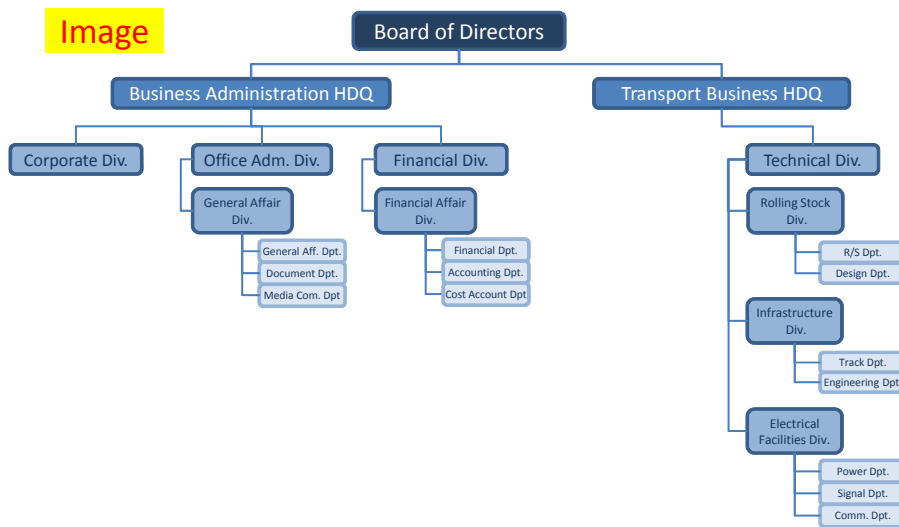 Image
Board of Directors
Business Administration HDQ
Transport Business HDQ
Corporate Div.
Office Adm. Div.
Financial Div.
Technical Div.
General Affair
Div.
Financial Affair
Div.
Rolling Stock
Div.
General Aff. Dpt.
Document Dpt.
Media Com. Dpt
Financial Dpt.
Accounting Dpt.
Cost Account Dpt
R/S Dpt.
Design Dpt.
Infrastructure
Div.
Track Dpt.
Engineering Dpt
Electrical
Facilities Div.
Power Dpt.
Signal Dpt.
Comm. Dpt.